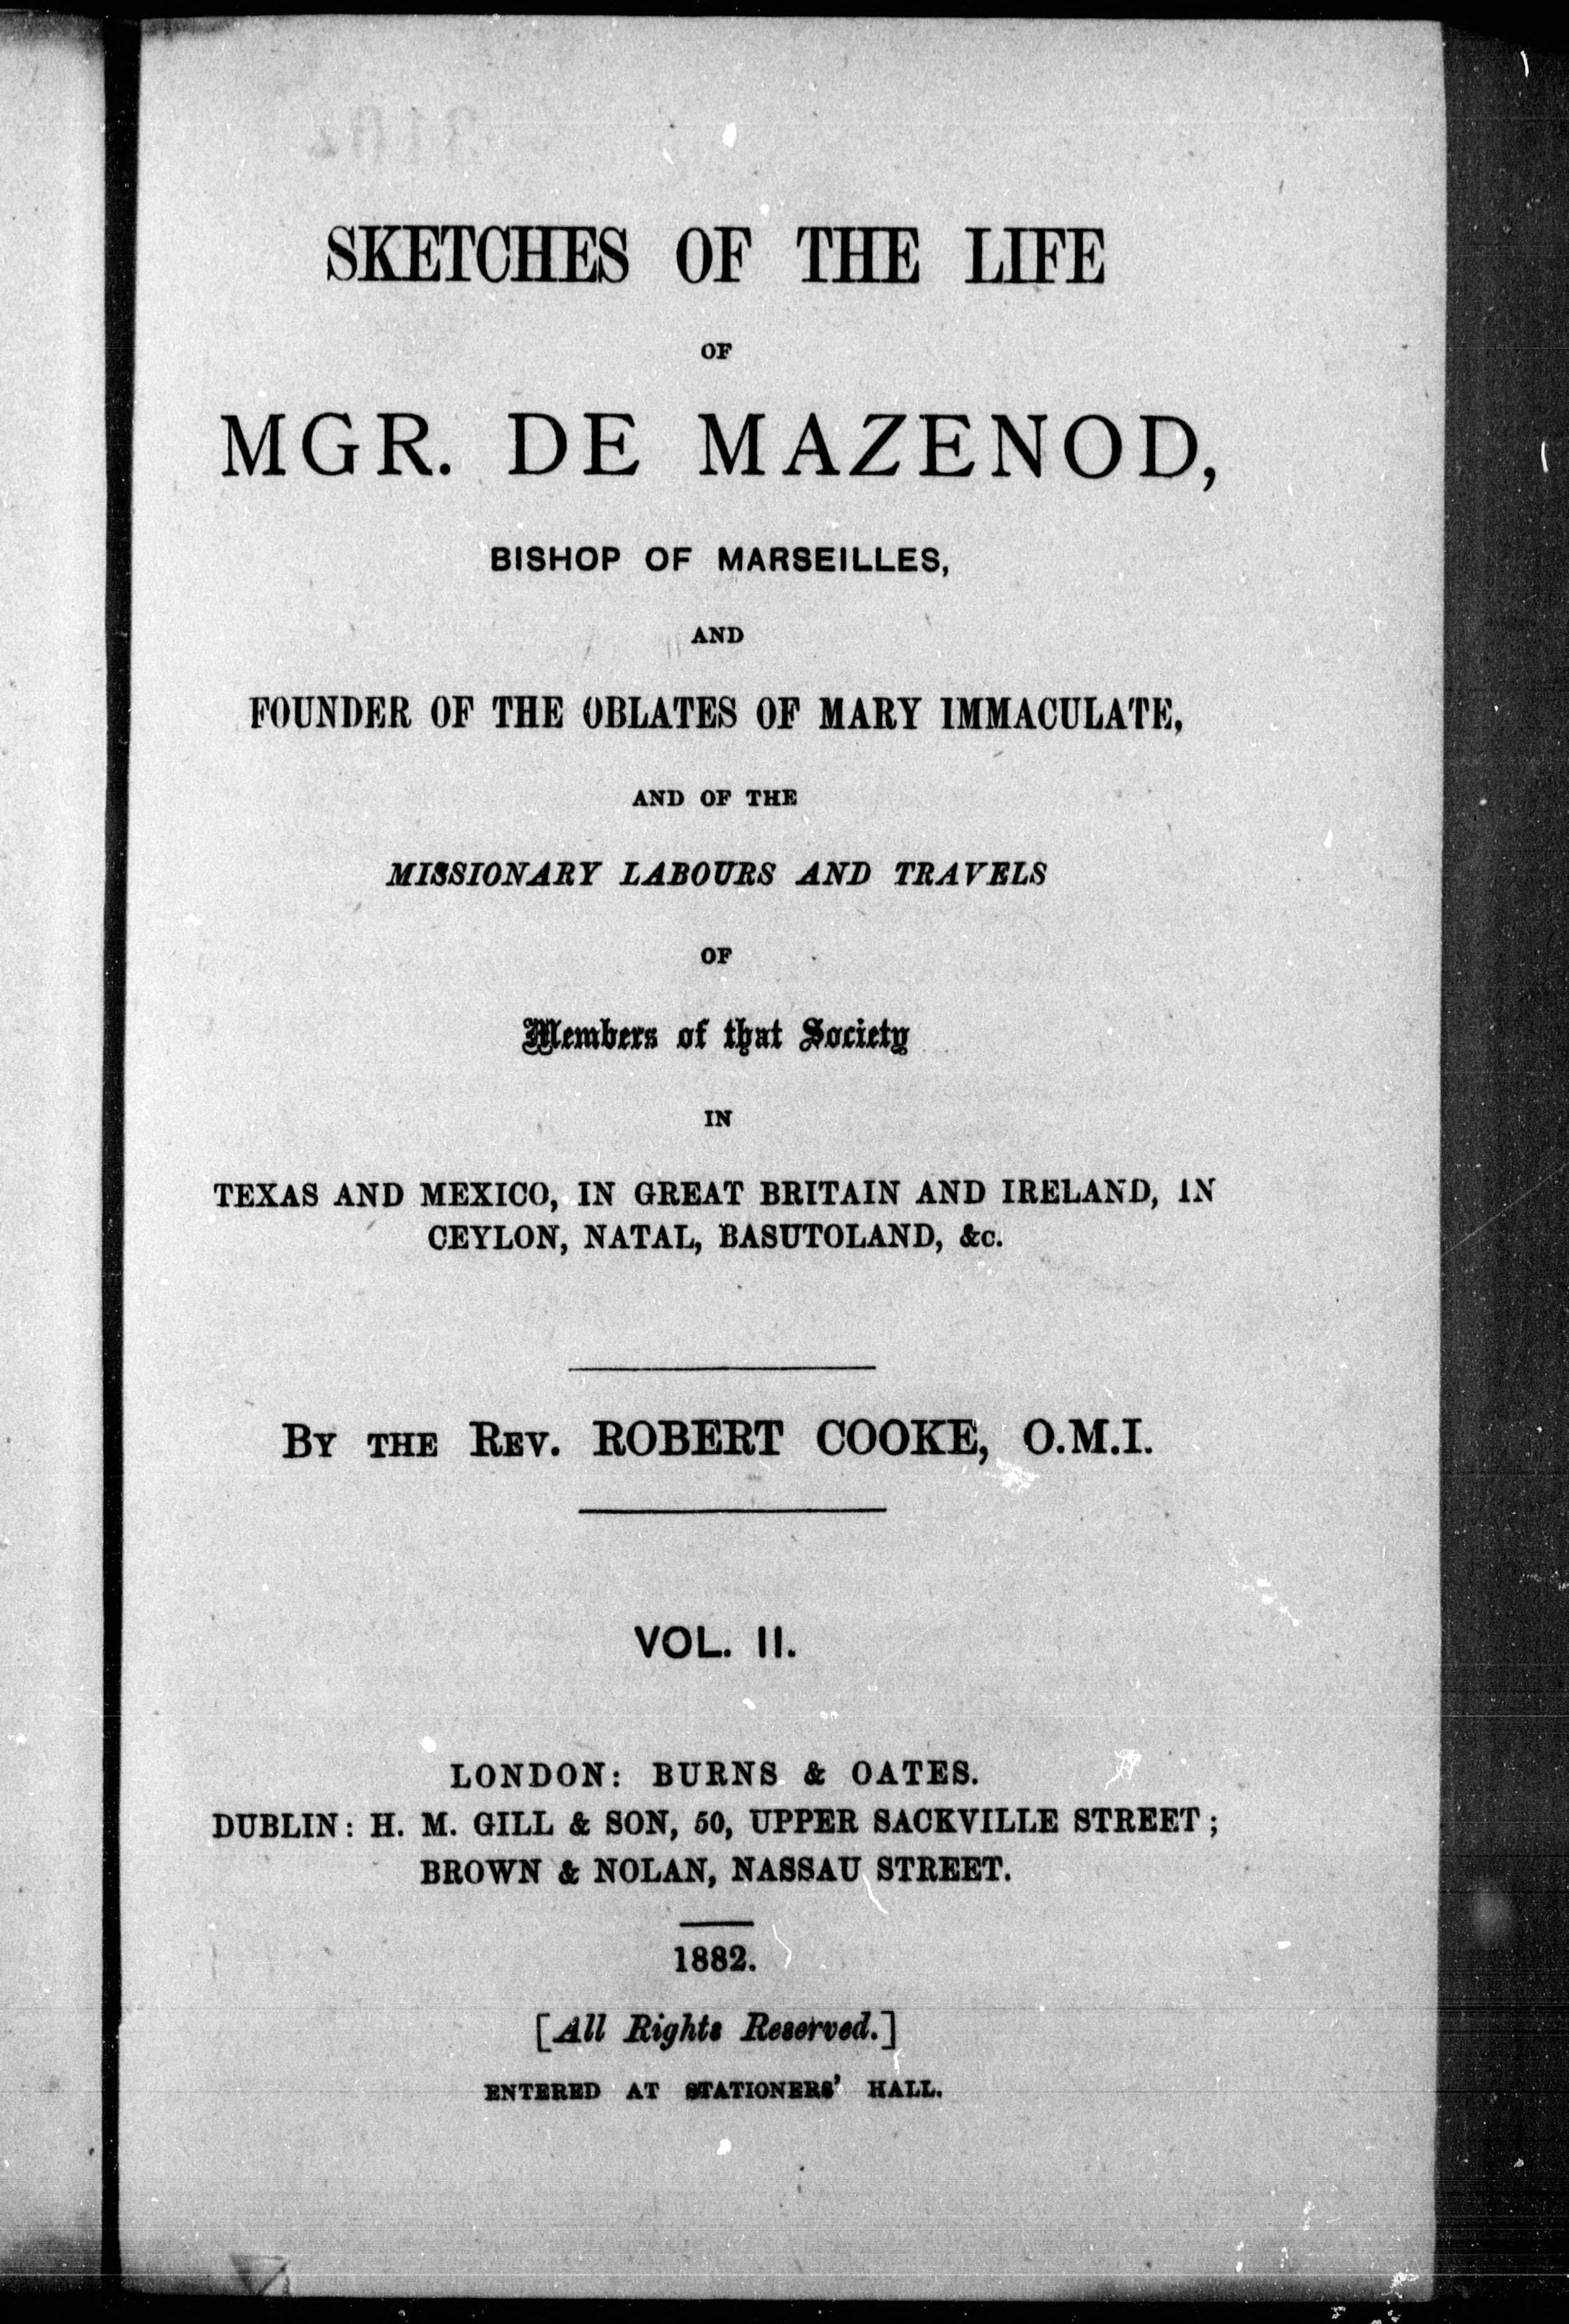 SKETCHES OF THE LIFE
OF
MGR. DE MAZENOD,
BISHOP OF MARSEILLES,
AND
FOUNDER OF THE OBLATES OF MARY IMMACULATE,
AND OF THE
MISSIONARY LABOURS AND TRAVELS
OF
Members of that Society
IN
TEXAS AND MEXICO, IN GREAT BRITAIN AND IRELAND, IN
CEYLON, NATAL, BASUTOLAND, &c.
BY THE REV. ROBERT COOKE, O.M.I.
VOL. II.
LONDON: BURNS & OATES.
DUBLIN: H. M. GILL & SON, 50, UPPER SACKVILLE STREET;
BROWN & NOLAN, NASSAU STREET.
1882.
[All Rights Reserved.]
ENTERED AT STATIONERS' HALL.